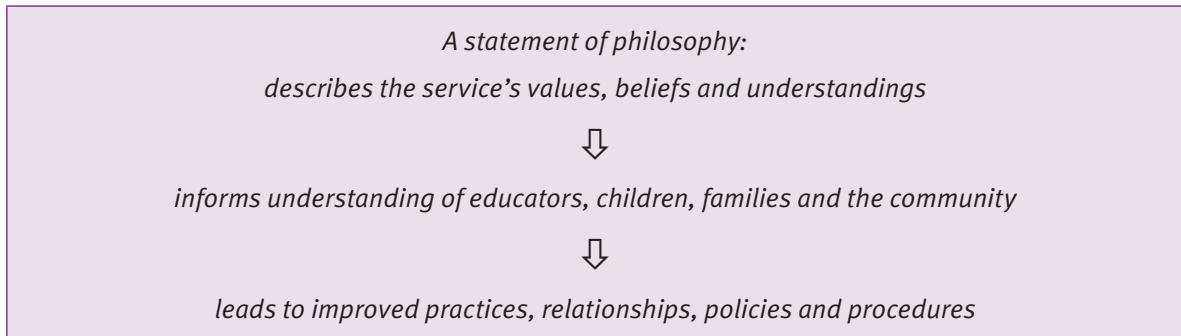 A statement of philosophy:
describes the service’s values, beliefs and understandings
⇩
informs understanding of educators, children, families and the community
⇩
leads to improved practices, relationships, policies and procedures